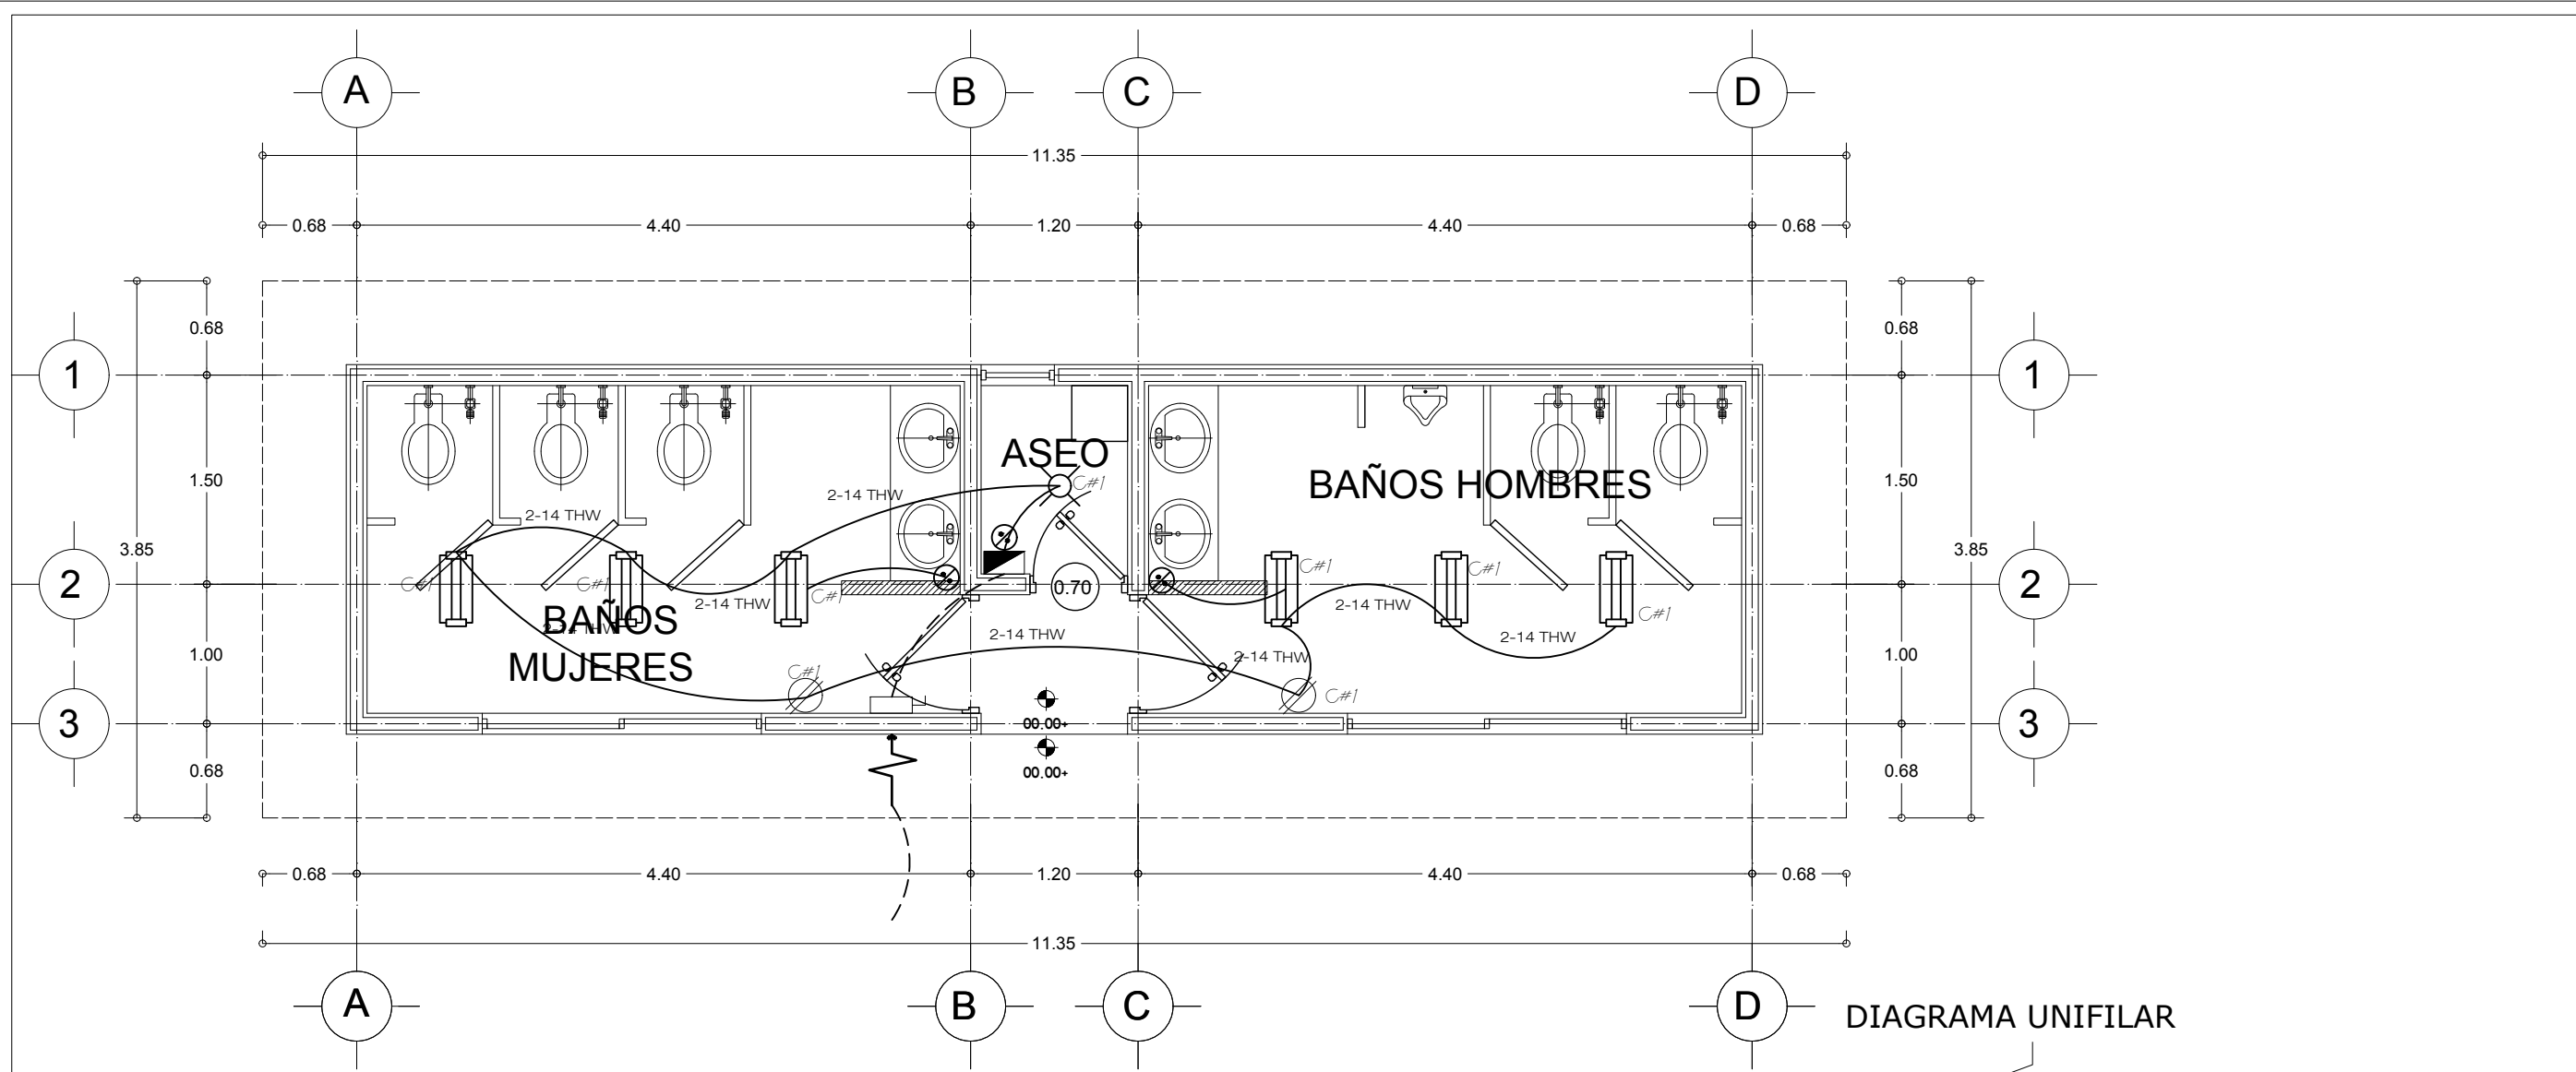 A B C D
11.35
0.68 4.40 1.20 4.40 0.68
0.68 0.68
1 1
ASEO
1.50 BAÑOS HOMBRES 1.50
C#1
2-14 THW
2-14 THW
3.85 3.85
C#1 C#1
C#1 C#1 C#1
2 0.70 2
2-14 THW 2-14 THW
C#1
BAÑOS
2-14 THW
2-14 THW 2-14 THW
1.00 2-14 THW 1.00
MUJERES
C#1
C#1
3 00.00+ 3
0.68 00.00+ 0.68
0.68 4.40 1.20 4.40 0.68
11.35
A B C D
DIAGRAMA UNIFILAR